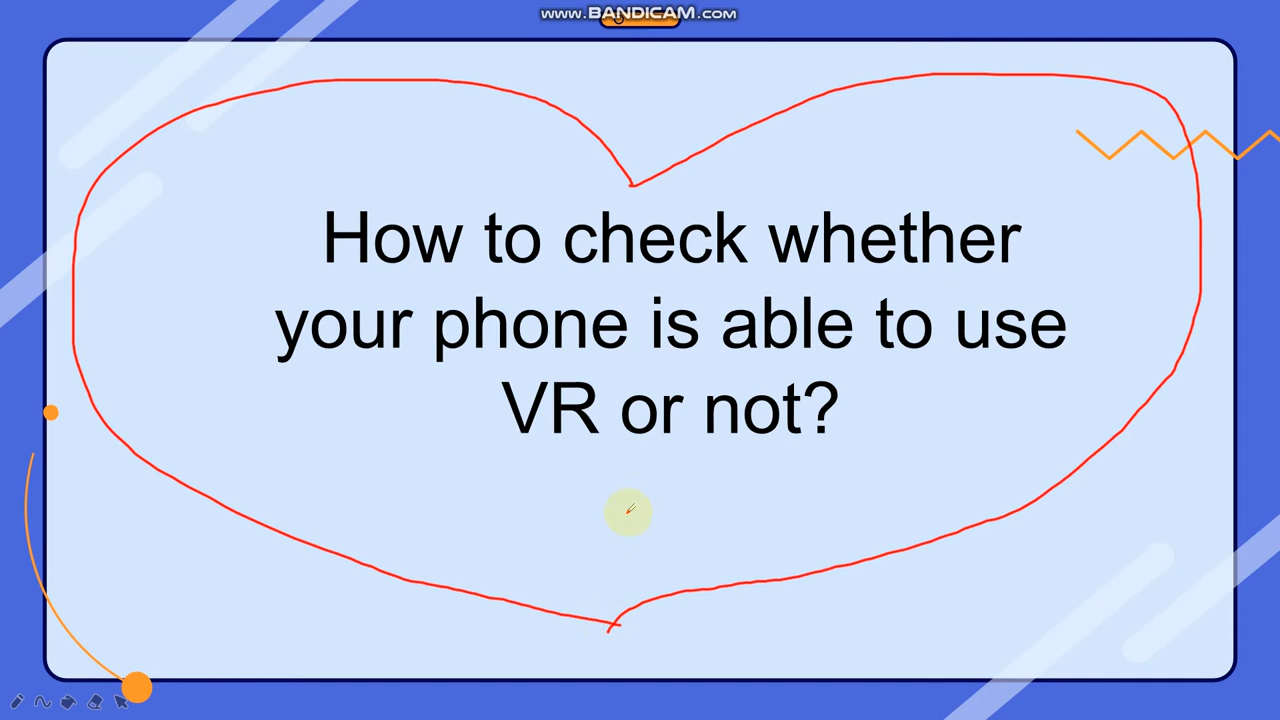 www.BANDICAM.com
How to check whether
your phone is able to use
VR or not?